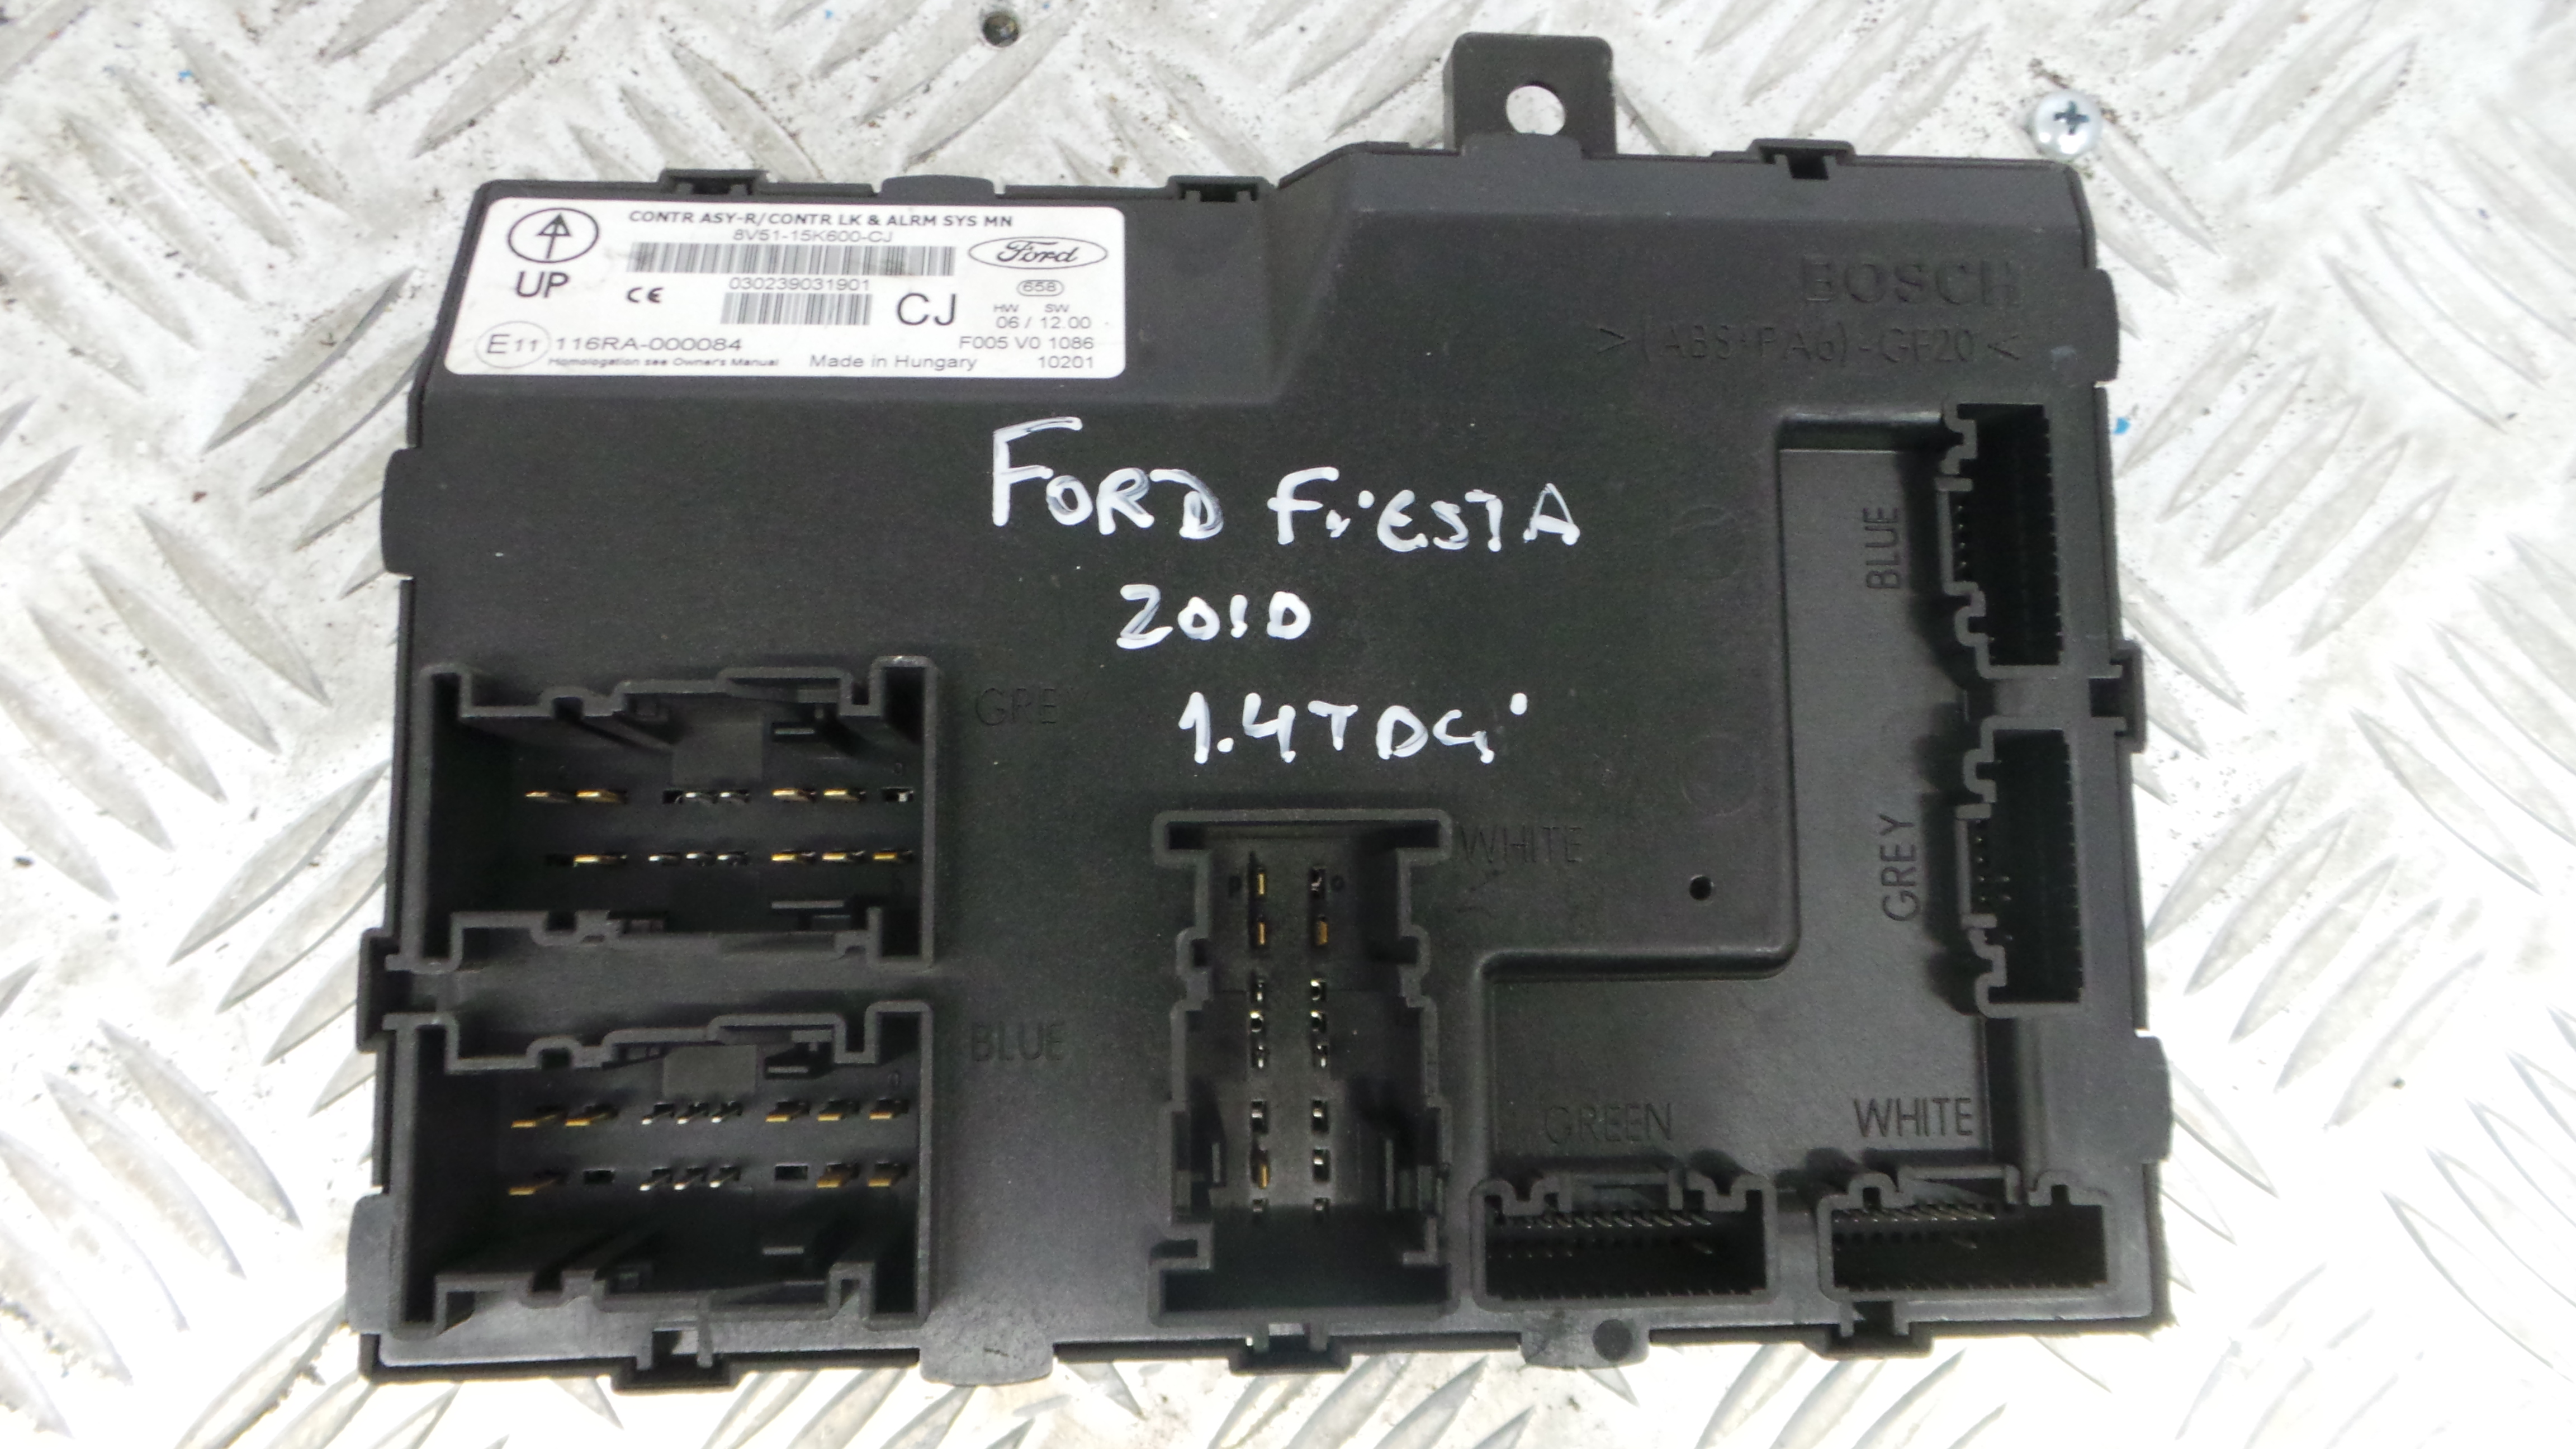 CONTR ASY-R/CONTR LK & ALRM SYS MN
8V51-15K600-CJ
Ford
UP
030239031901
CE
658
CJ
HW SW
06 / 12.00
E11 116RA-000084
F005 V0 1086
Homologation see Owner's Manual
Made in Hungary
10201
BOSCH
>(ABS+PA6)-GF20<
FORD FiESTA
2010
1.4TDCi
BLUE
GREY
GREY
WHITE
BLUE
GREEN
WHITE